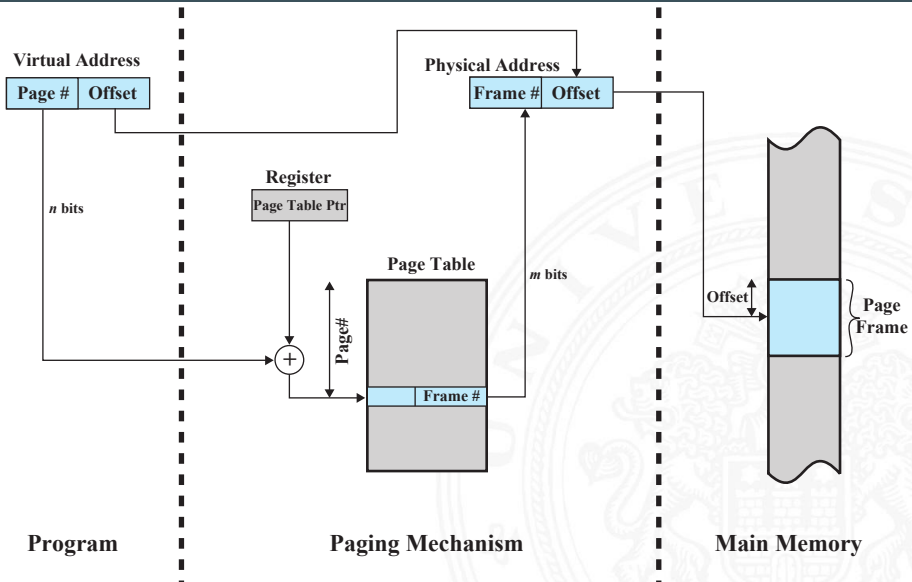 Virtual Address
Page # Offset
Physical Address
Frame # Offset
n bits
Register
Page Table Ptr
Page Table
m bits
Page#
+
Frame #
Offset
Page
Frame
Program
Paging Mechanism
Main Memory
UNIVE S